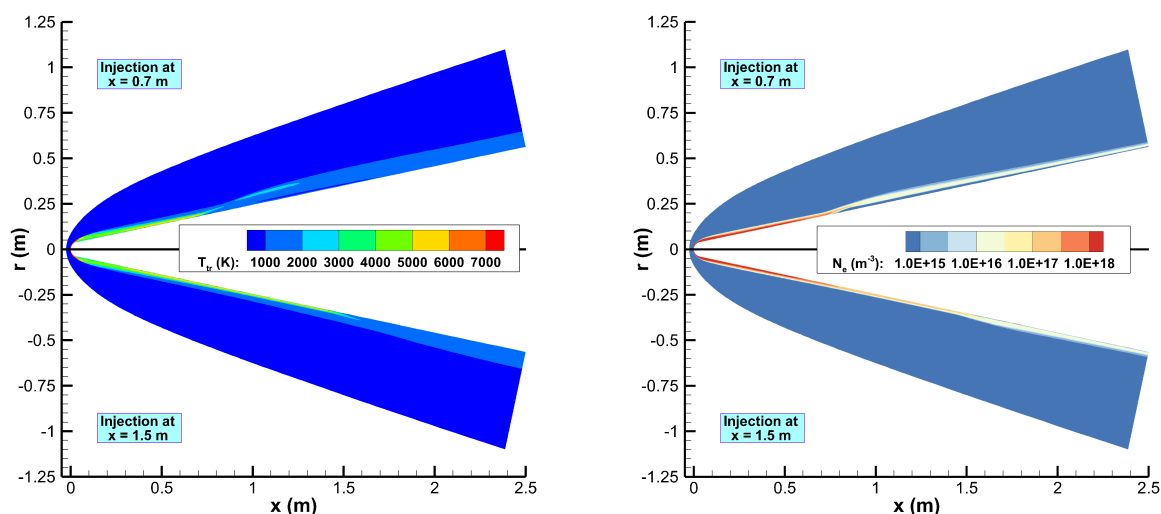 1.25
1
0.75
0.5
0.25
0
-0.25
-0.5
-0.75
-1
-1.25
r (m)
Injection at
x = 0.7 m
Ttr (K): 1000 2000 3000 4000 5000 6000 7000
Injection at
x = 1.5 m
0 0.5 1 1.5 2 2.5
x (m)
1.25
1
0.75
0.5
0.25
0
-0.25
-0.5
-0.75
-1
-1.25
r (m)
Injection at
x = 0.7 m
Ne (m-3): 1.0E+15 1.0E+16 1.0E+17 1.0E+18
Injection at
x = 1.5 m
0 0.5 1 1.5 2 2.5
x (m)